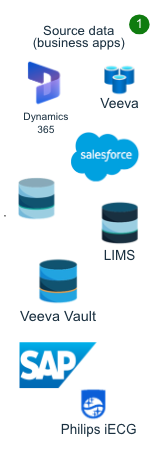 1
Source data
(business apps)
Dynamics
365
Veeva
salesforce
LIMS
Veeva Vault
SAP
Philips iECG